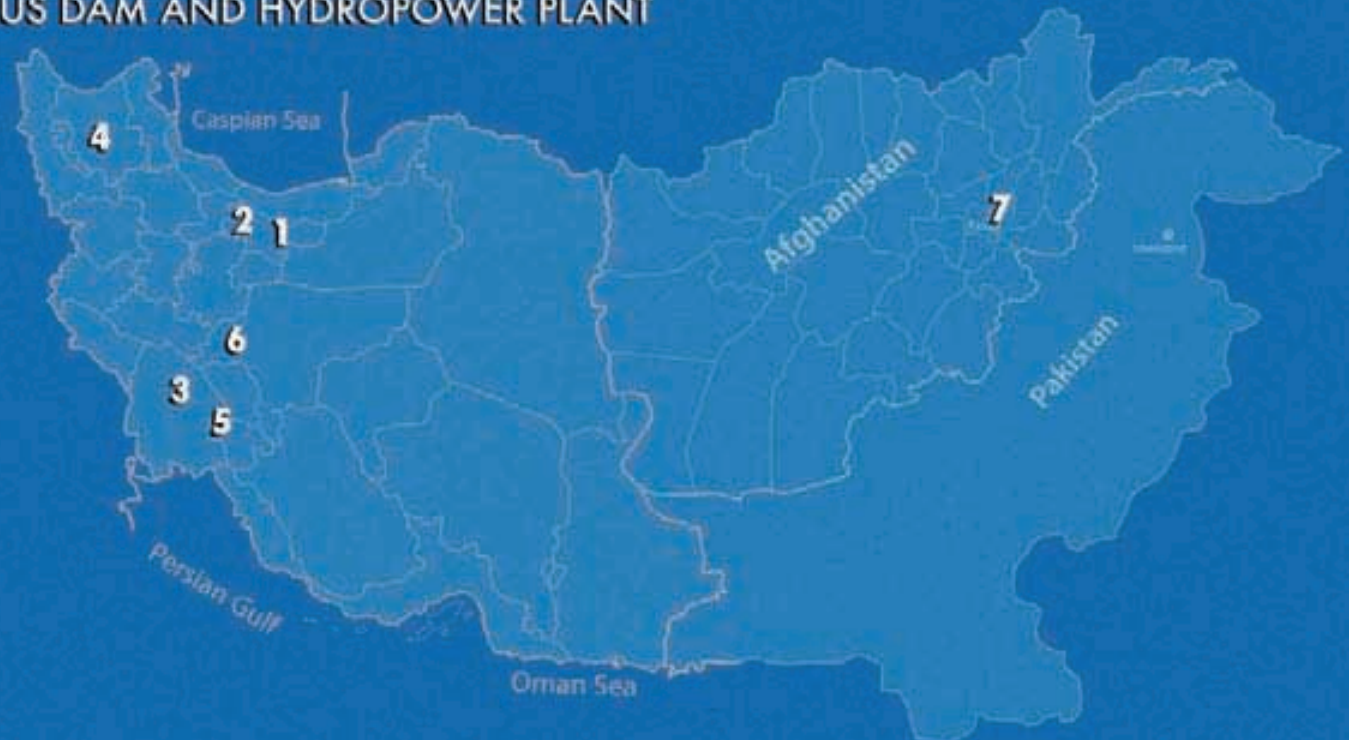 US DAM AND HYDROPOWER PLANT
Caspian Sea
4
Afghanistan
2
1
7
6
Pakistan
3
5
Persian Gulf
Oman Sea